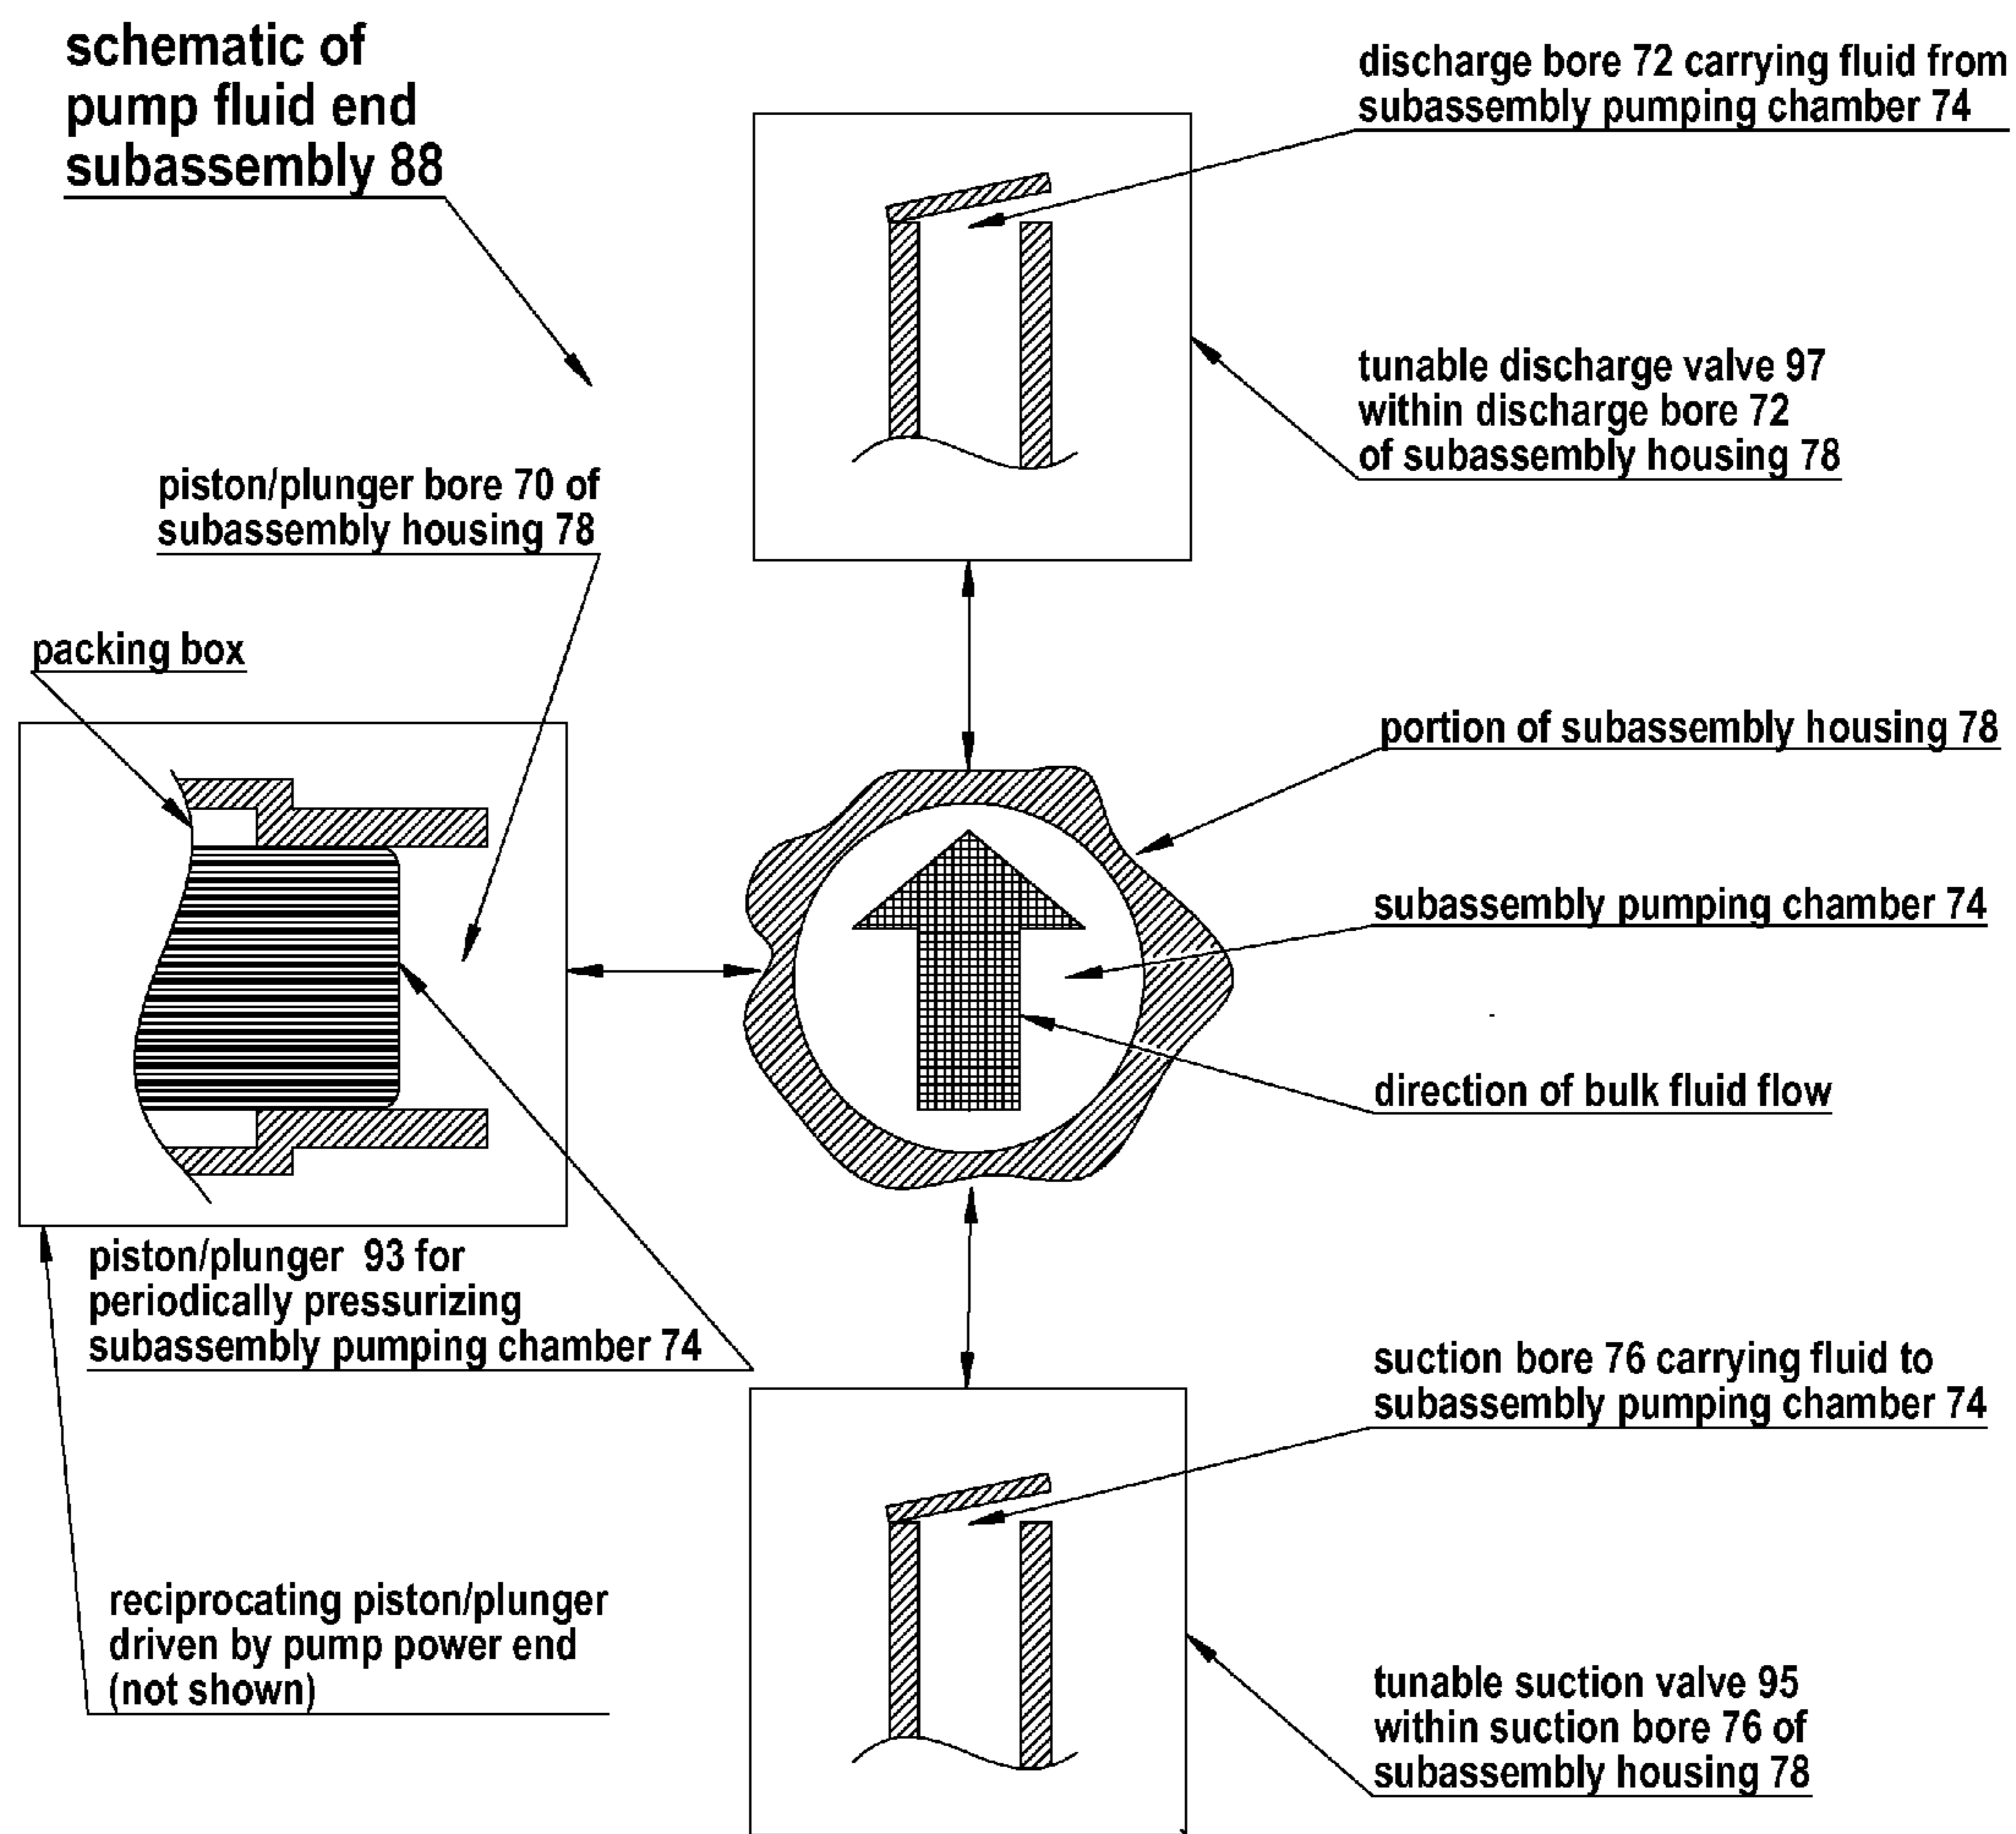 schematic of
pump fluid end
subassembly 88
discharge bore 72 carrying fluid from
subassembly pumping chamber 74
tunable discharge valve 97
within discharge bore 72
of subassembly housing 78
piston/plunger bore 70 of
subassembly housing 78
packing box
portion of subassembly housing 78
subassembly pumping chamber 74
direction of bulk fluid flow
piston/plunger 93 for
periodically pressurizing
subassembly pumping chamber 74
suction bore 76 carrying fluid to
subassembly pumping chamber 74
reciprocating piston/plunger
driven by pump power end
(not shown)
tunable suction valve 95
within suction bore 76 of
subassembly housing 78